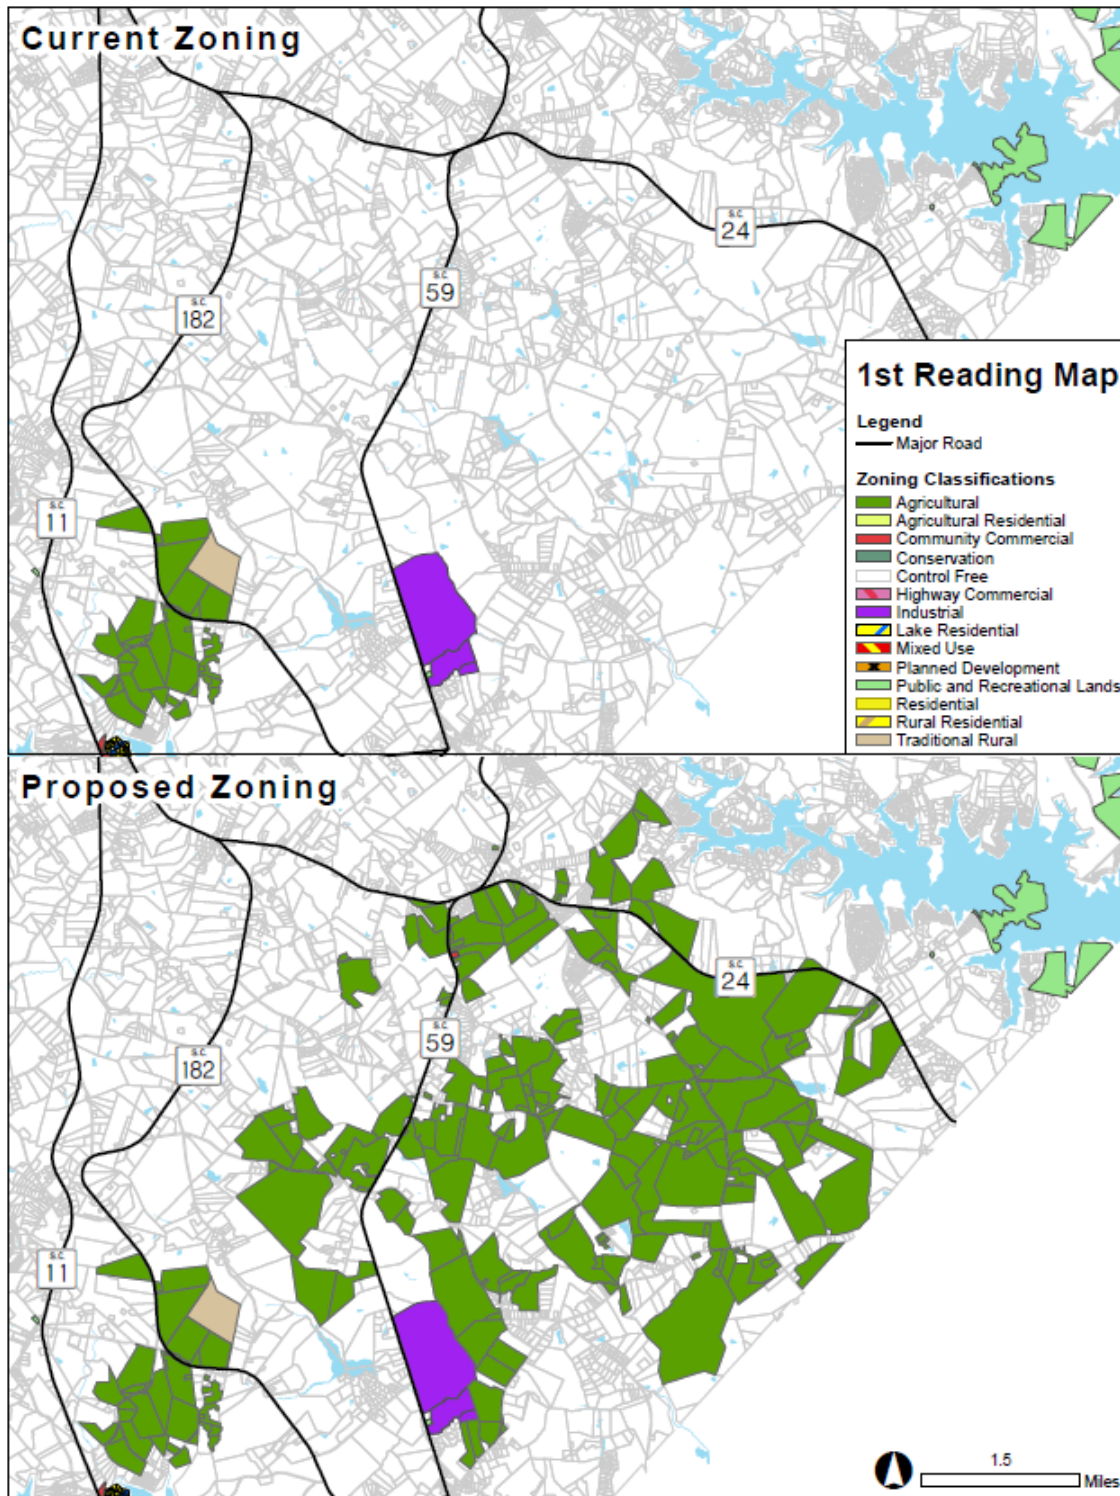 Current Zoning
S.C.
24
S.C.
59
S.C.
182
S.C.
11
1st Reading Map
Legend
Major Road
Zoning Classifications
Agricultural
Agricultural Residential
Community Commercial
Conservation
Control Free
Highway Commercial
Industrial
Lake Residential
Mixed Use
Planned Development
Public and Recreational Lands
Residential
Rural Residential
Traditional Rural
Proposed Zoning
S.C.
24
S.C.
59
S.C.
182
S.C.
11
1.5
Miles